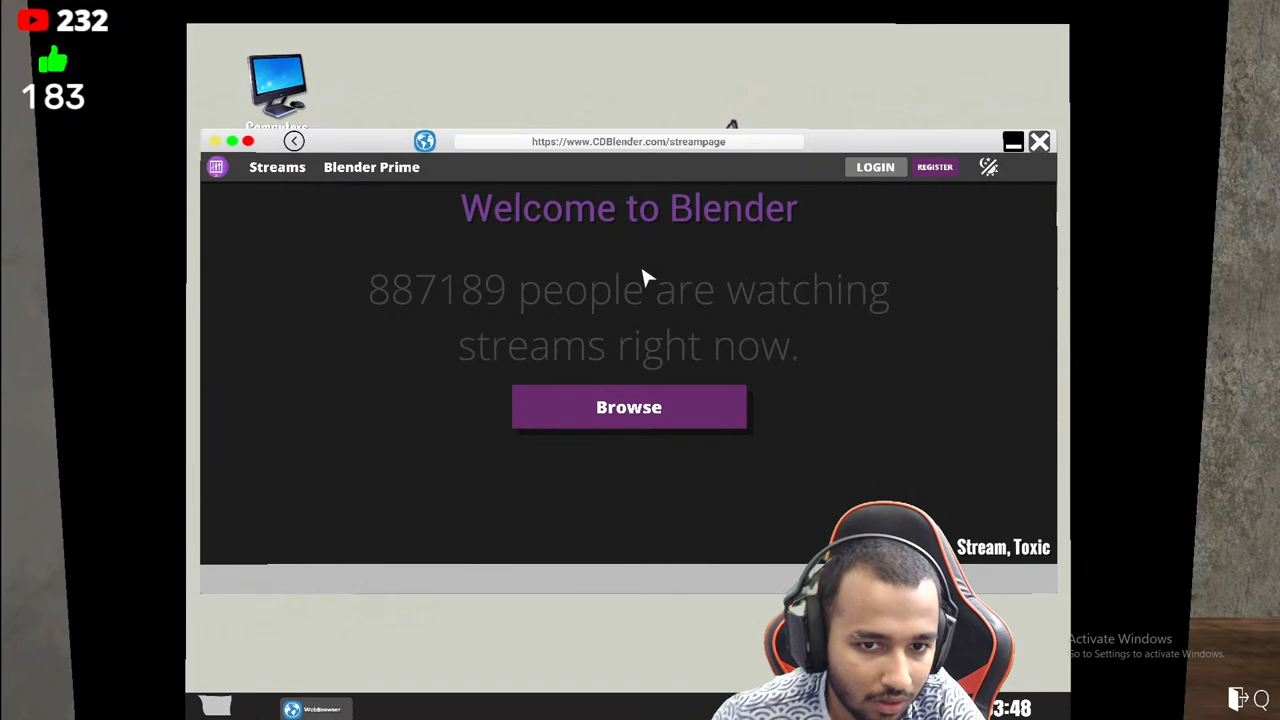 232
183
https://www.CDBlender.com/streampage
Streams
Blender Prime
LOGIN
REGISTER
Welcome to Blender
887189 people are watching
streams right now.
Browse
Stream, Toxic
Activate Windows
Go to Settings to activate Windows.
WebBrowser
3:48
Q